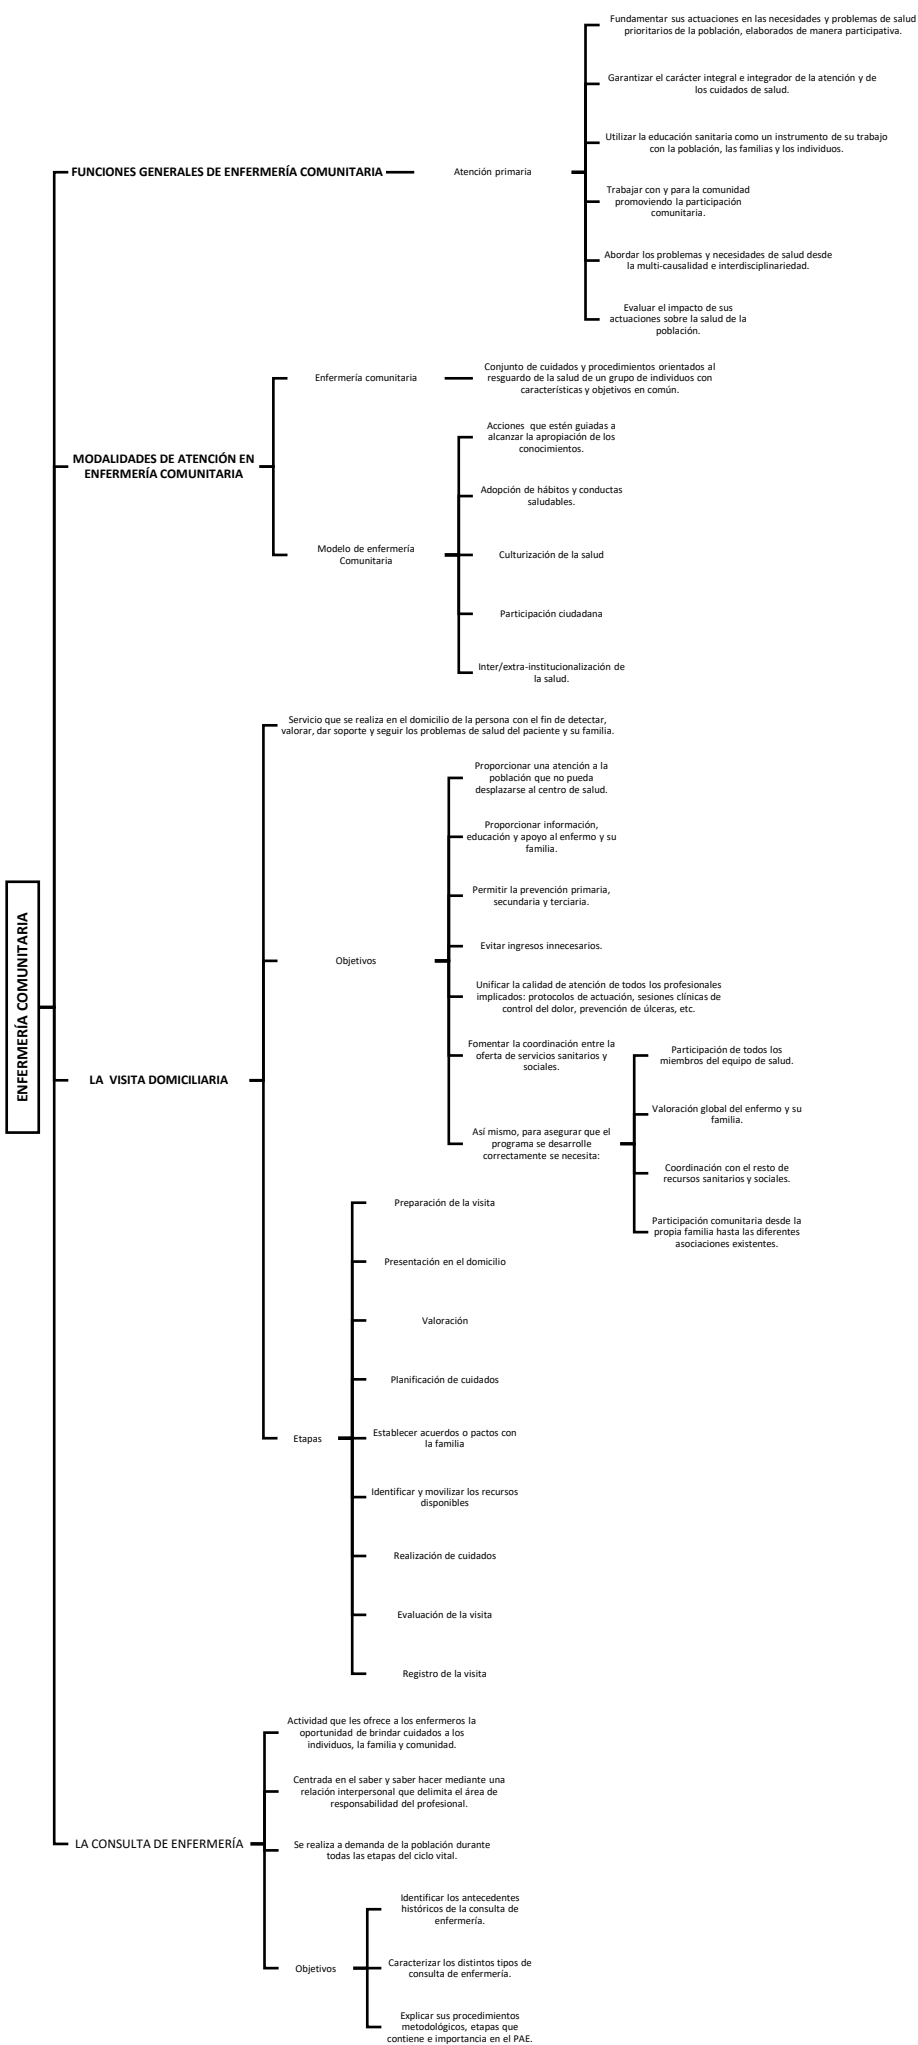 ENFERMERÍA COMUNITARIA
FUNCIONES GENERALES DE ENFERMERÍA COMUNITARIA
Atención primaria
Fundamentar sus actuaciones en las necesidades y problemas de salud
prioritarios de la población, elaborados de manera participativa.
Garantizar el carácter integral e integrador de la atención y de
los cuidados de salud.
Utilizar la educación sanitaria como un instrumento de su trabajo
con la población, las familias y los individuos.
Trabajar con y para la comunidad
promoviendo la participación
comunitaria.
Abordar los problemas y necesidades de salud desde
la multi-causalidad e interdisciplinariedad.
Evaluar el impacto de sus
actuaciones sobre la salud de la
población.
MODALIDADES DE ATENCIÓN EN
ENFERMERÍA COMUNITARIA
Enfermería comunitaria
Conjunto de cuidados y procedimientos orientados al
resguardo de la salud de un grupo de individuos con
características y objetivos en común.
Modelo de enfermería
Comunitaria
Acciones que estén guiadas a
alcanzar la apropiación de los
conocimientos.
Adopción de hábitos y conductas
saludables.
Culturización de la salud
Participación ciudadana
Inter/extra-institucionalización de
la salud.
LA VISITA DOMICILIARIA
Servicio que se realiza en el domicilio de la persona con el fin de detectar,
valorar, dar soporte y seguir los problemas de salud del paciente y su familia.
Objetivos
Proporcionar una atención a la
población que no pueda
desplazarse al centro de salud.
Proporcionar información,
educación y apoyo al enfermo y su
familia.
Permitir la prevención primaria,
secundaria y terciaria.
Evitar ingresos innecesarios.
Unificar la calidad de atención de todos los profesionales
implicados: protocolos de actuación, sesiones clínicas de
control del dolor, prevención de úlceras, etc.
Fomentar la coordinación entre la
oferta de servicios sanitarios y
sociales.
Así mismo, para asegurar que el
programa se desarrolle
correctamente se necesita:
Participación de todos los
miembros del equipo de salud.
Valoración global del enfermo y su
familia.
Coordinación con el resto de
recursos sanitarios y sociales.
Participación comunitaria desde la
propia familia hasta las diferentes
asociaciones existentes.
Etapas
Preparación de la visita
Presentación en el domicilio
Valoración
Planificación de cuidados
Establecer acuerdos o pactos con
la familia
Identificar y movilizar los recursos
disponibles
Realización de cuidados
Evaluación de la visita
Registro de la visita
LA CONSULTA DE ENFERMERÍA
Actividad que les ofrece a los enfermeros la
oportunidad de brindar cuidados a los
individuos, la familia y comunidad.
Centrada en el saber y saber hacer mediante una
relación interpersonal que delimita el área de
responsabilidad del profesional.
Se realiza a demanda de la población durante
todas las etapas del ciclo vital.
Objetivos
Identificar los antecedentes
históricos de la consulta de
enfermería.
Caracterizar los distintos tipos de
consulta de enfermería.
Explicar sus procedimientos
metodológicos, etapas que
contiene e importancia en el PAE.